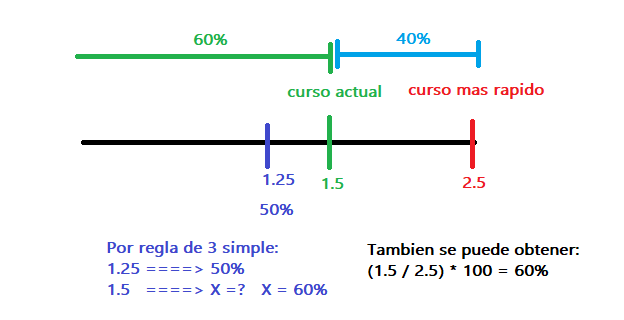 60%
40%
curso actual
curso mas rapido
1.25
1.5
2.5
50%
Por regla de 3 simple:
1.25 ====> 50%
1.5 ====> X =? X = 60%
Tambien se puede obtener:
(1.5 / 2.5) * 100 = 60%